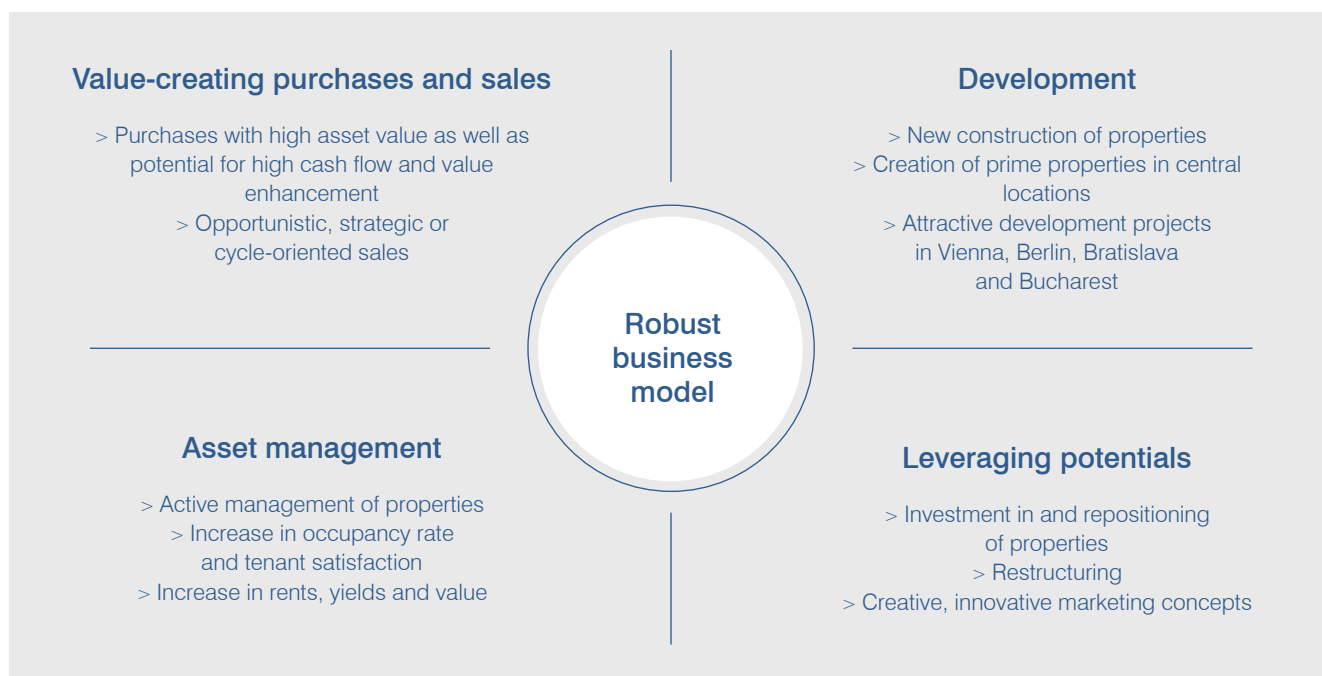 Value-creating purchases and sales
> Purchases with high asset value as well as
potential for high cash flow and value
enhancement
> Opportunistic, strategic or
cycle-oriented sales
Development
> New construction of properties
> Creation of prime properties in central
locations
> Attractive development projects
in Vienna, Berlin, Bratislava
and Bucharest
Robust
business
model
Asset management
> Active management of properties
> Increase in occupancy rate
and tenant satisfaction
> Increase in rents, yields and value
Leveraging potentials
> Investment in and repositioning
of properties
> Restructuring
> Creative, innovative marketing concepts